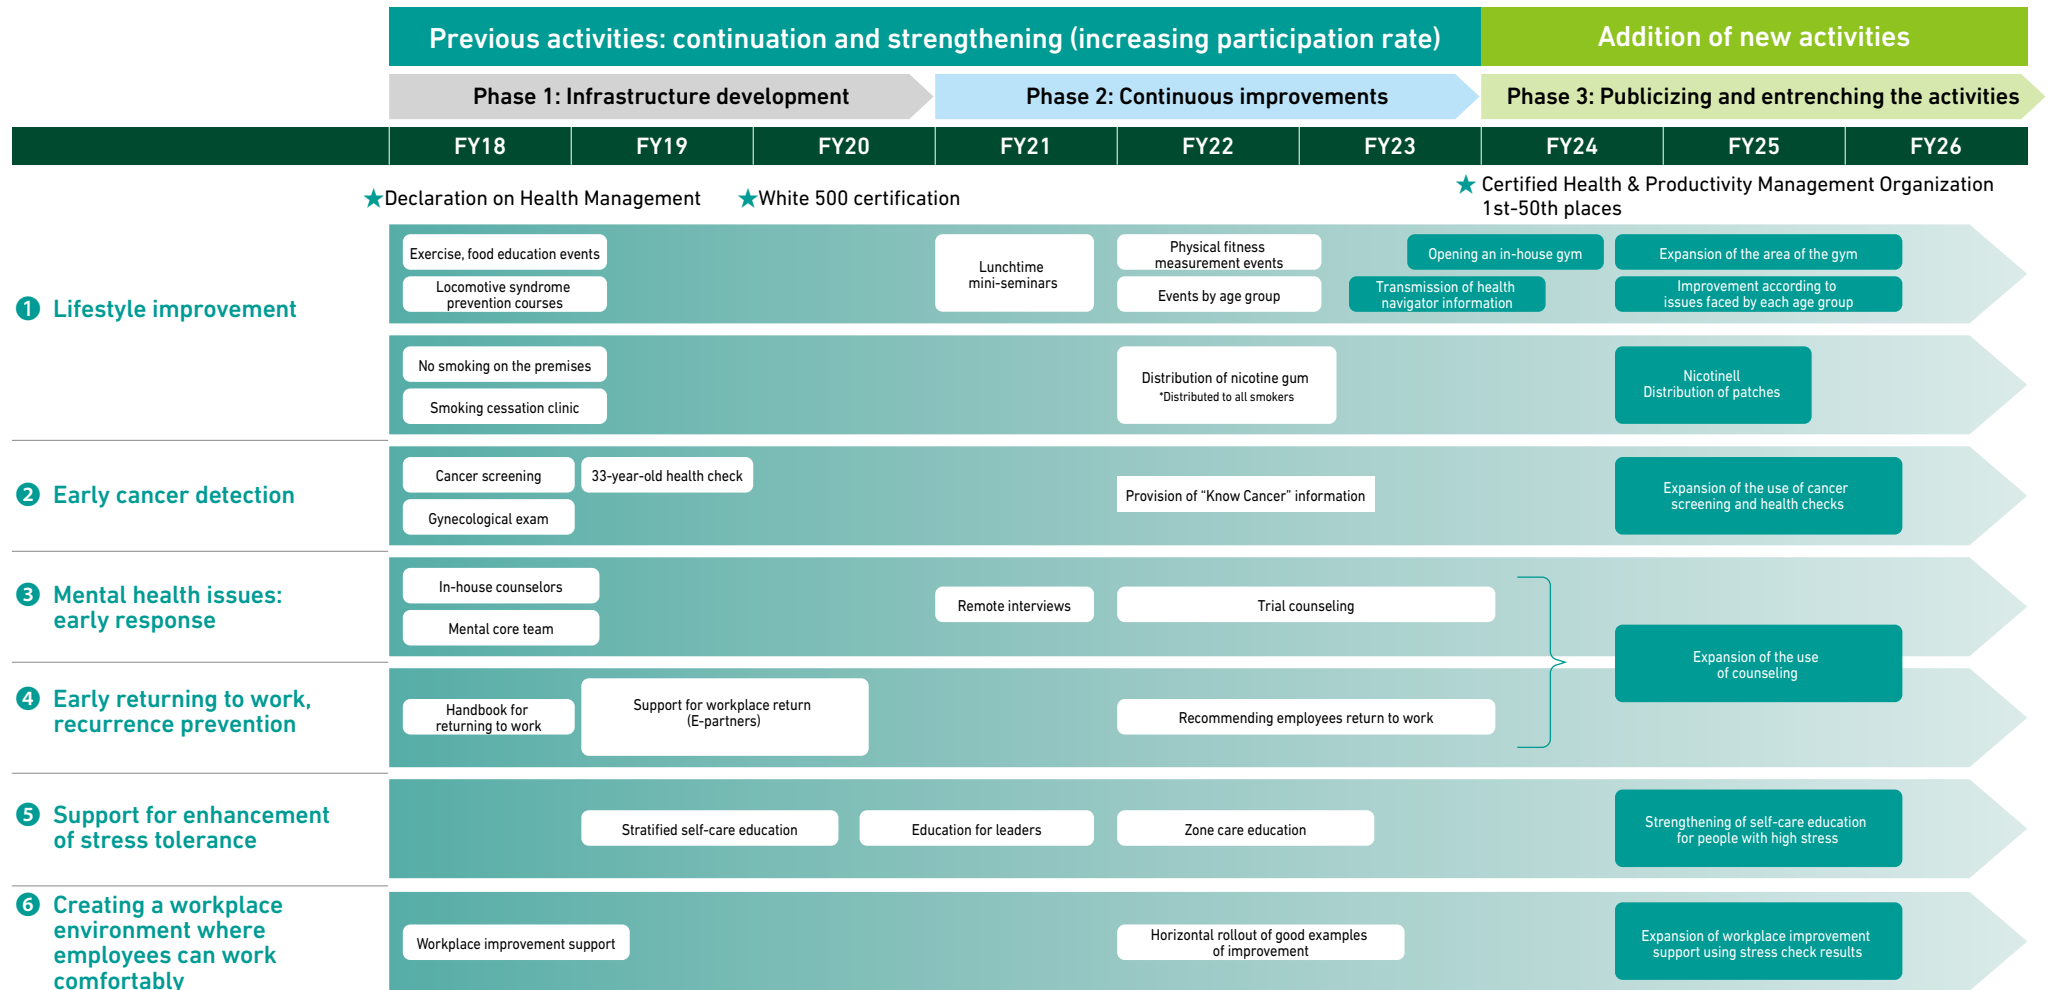 Previous activities: continuation and strengthening (increasing participation rate)
Addition of new activities
Phase 1: Infrastructure development
Phase 2: Continuous improvements
Phase 3: Publicizing and entrenching the activities
FY18
FY19
FY20
FY21
FY22
FY23
FY24
FY25
FY26
★Declaration on Health Management
★White 500 certification
★ Certified Health & Productivity Management Organization
1st-50th places
1 Lifestyle improvement
Exercise, food education events
Locomotive syndrome
prevention courses
Lunchtime
mini-seminars
Physical fitness
measurement events
Events by age group
Opening an in-house gym
Transmission of health
navigator information
Expansion of the area of the gym
Improvement according to
issues faced by each age group
No smoking on the premises
Smoking cessation clinic
Distribution of nicotine gum
*Distributed to all smokers
Nicotinell
Distribution of patches
2 Early cancer detection
Cancer screening
Gynecological exam
33-year-old health check
Provision of “Know Cancer” information
Expansion of the use of cancer
screening and health checks
3 Mental health issues:
early response
In-house counselors
Mental core team
Remote interviews
Trial counseling
Expansion of the use
of counseling
4 Early returning to work,
recurrence prevention
Handbook for
returning to work
Support for workplace return
(E-partners)
Recommending employees return to work
5 Support for enhancement
of stress tolerance
Stratified self-care education
Education for leaders
Zone care education
Strengthening of self-care education
for people with high stress
6 Creating a workplace
environment where
employees can work
comfortably
Workplace improvement support
Horizontal rollout of good examples
of improvement
Expansion of workplace improvement
support using stress check results